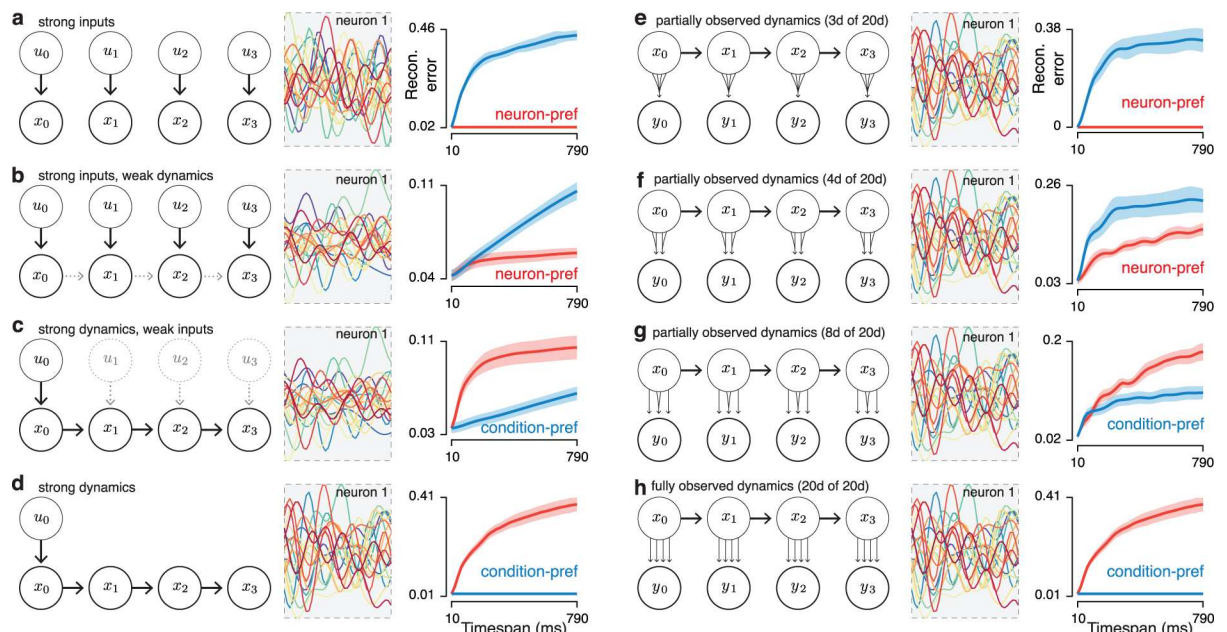 a strong inputs
u0 u1 u2 u3
x0 x1 x2 x3
neuron 1
Recon. error
0.46
0.02
neuron-pref
10 790
b strong inputs, weak dynamics
u0 u1 u2 u3
x0 x1 x2 x3
neuron 1
0.11
0.04
neuron-pref
10 790
c strong dynamics, weak inputs
u0 u1 u2 u3
x0 x1 x2 x3
neuron 1
0.11
0.03
condition-pref
10 790
d strong dynamics
u0
x0 x1 x2 x3
neuron 1
0.41
0.01
condition-pref
10 790
Timespan (ms)
e partially observed dynamics (3d of 20d)
x0 x1 x2 x3
y0 y1 y2 y3
neuron 1
Recon. error
0.38
0
neuron-pref
10 790
f partially observed dynamics (4d of 20d)
x0 x1 x2 x3
y0 y1 y2 y3
neuron 1
0.26
0.03
neuron-pref
10 790
g partially observed dynamics (8d of 20d)
x0 x1 x2 x3
y0 y1 y2 y3
neuron 1
0.2
0.02
condition-pref
10 790
h fully observed dynamics (20d of 20d)
x0 x1 x2 x3
y0 y1 y2 y3
neuron 1
0.41
0.01
condition-pref
10 790
Timespan (ms)